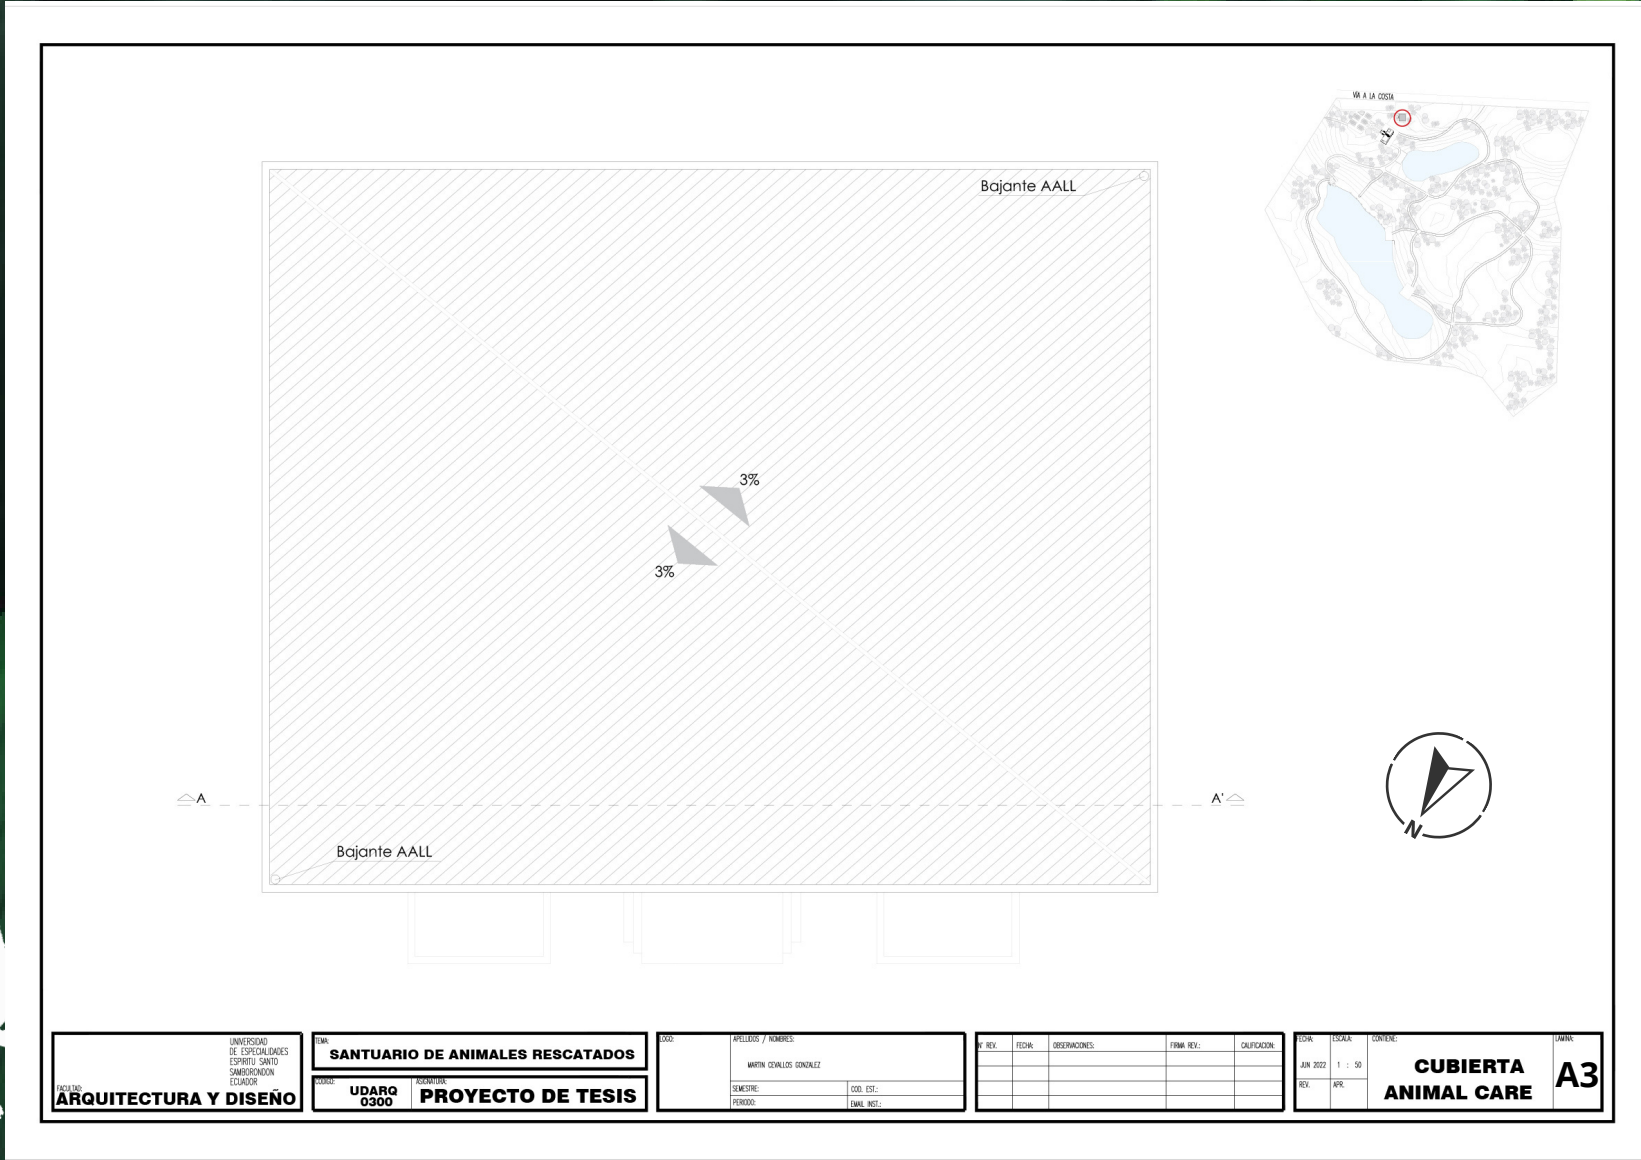 VÍA A LA COSTA
Bajante AALL
3%
3%
A
A'
Bajante AALL
N
UNIVERSIDAD
DE ESPECIALIDADES
ESPIRITU SANTO
SAMBORONDON
ECUADOR
FACULTAD:
ARQUITECTURA Y DISEÑO
TEMA:
SANTUARIO DE ANIMALES RESCATADOS
CODIGO:
UDARQ
0300
ASIGNATURA:
PROYECTO DE TESIS
LOGO:
APELLIDOS / NOMBRES:
MARTIN CEVALLOS GONZALEZ
SEMESTRE:
COD. EST.:
PERIODO:
EMAIL INST.:
N° REV.
FECHA:
OBSERVACIONES:
FIRMA REV.:
CALIFICACION:
FECHA:
ESCALA:
CONTIENE:
LAMINA:
JUN 2022
1 : 50
CUBIERTA
ANIMAL CARE
A3
REV.
APR.